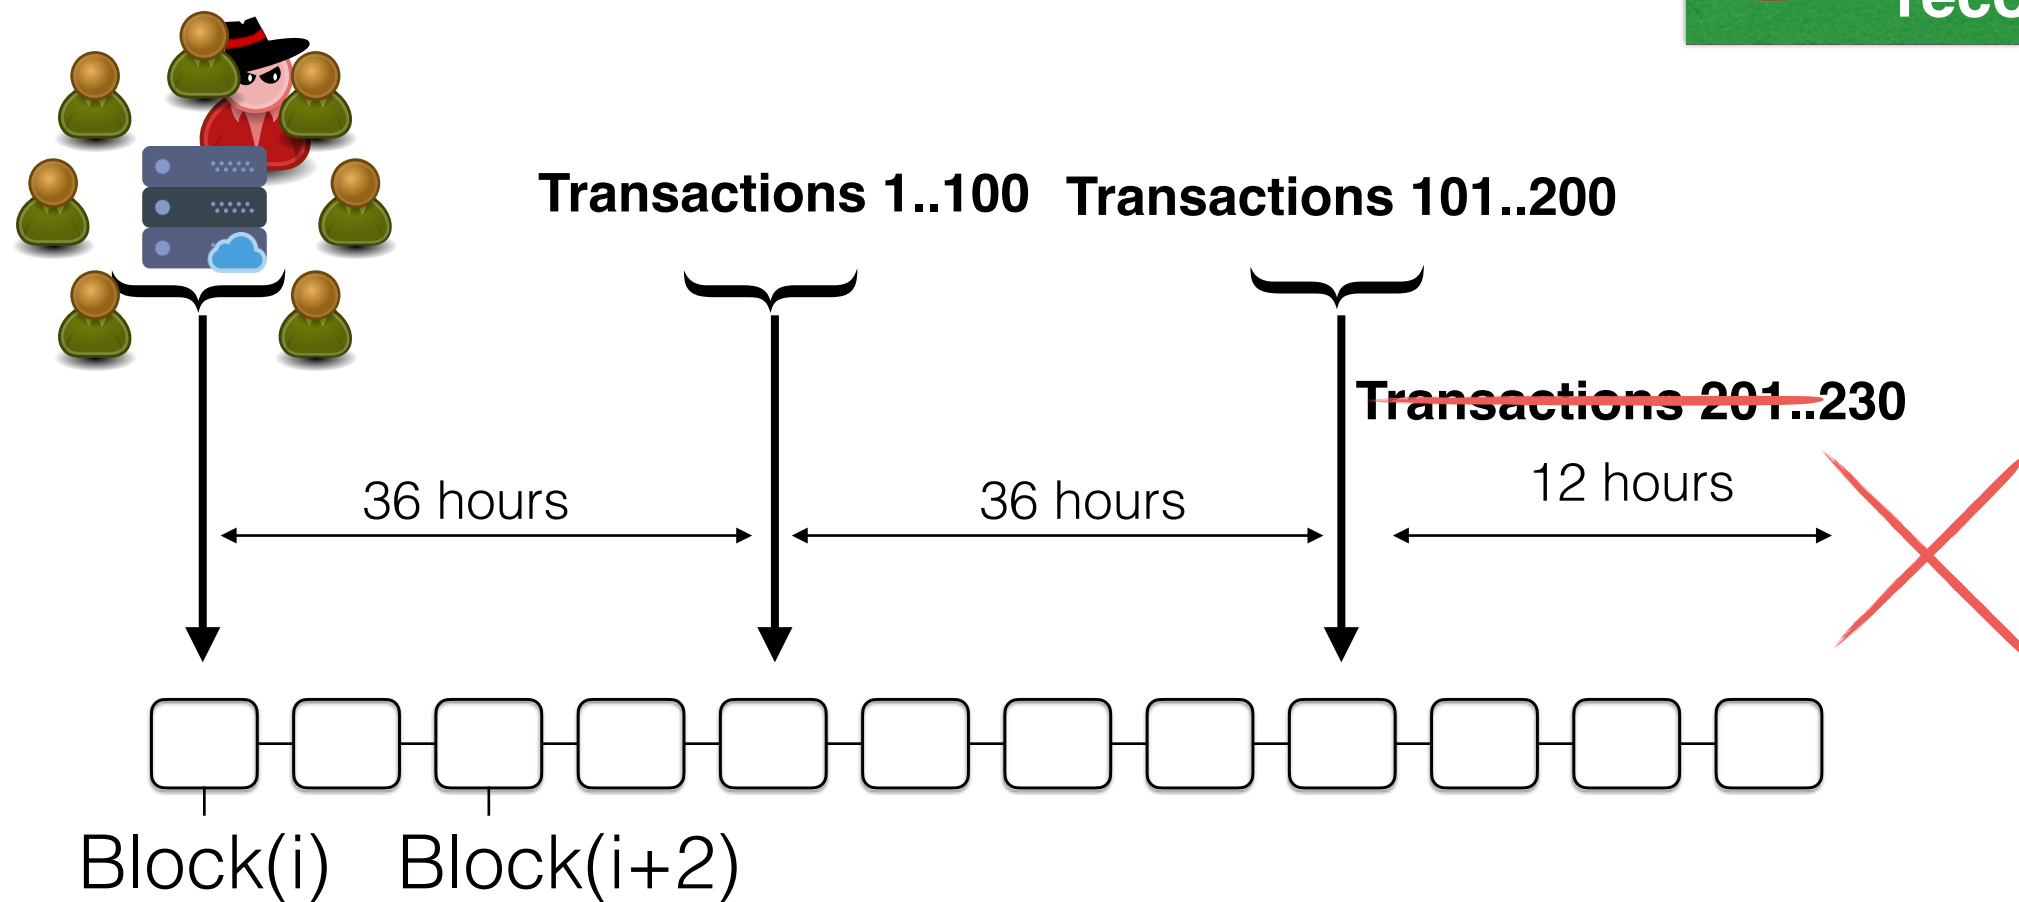 Transactions 1..100
Transactions 101..200
Transactions 201..230
36 hours
36 hours
12 hours
Block(i)
Block(i+2)